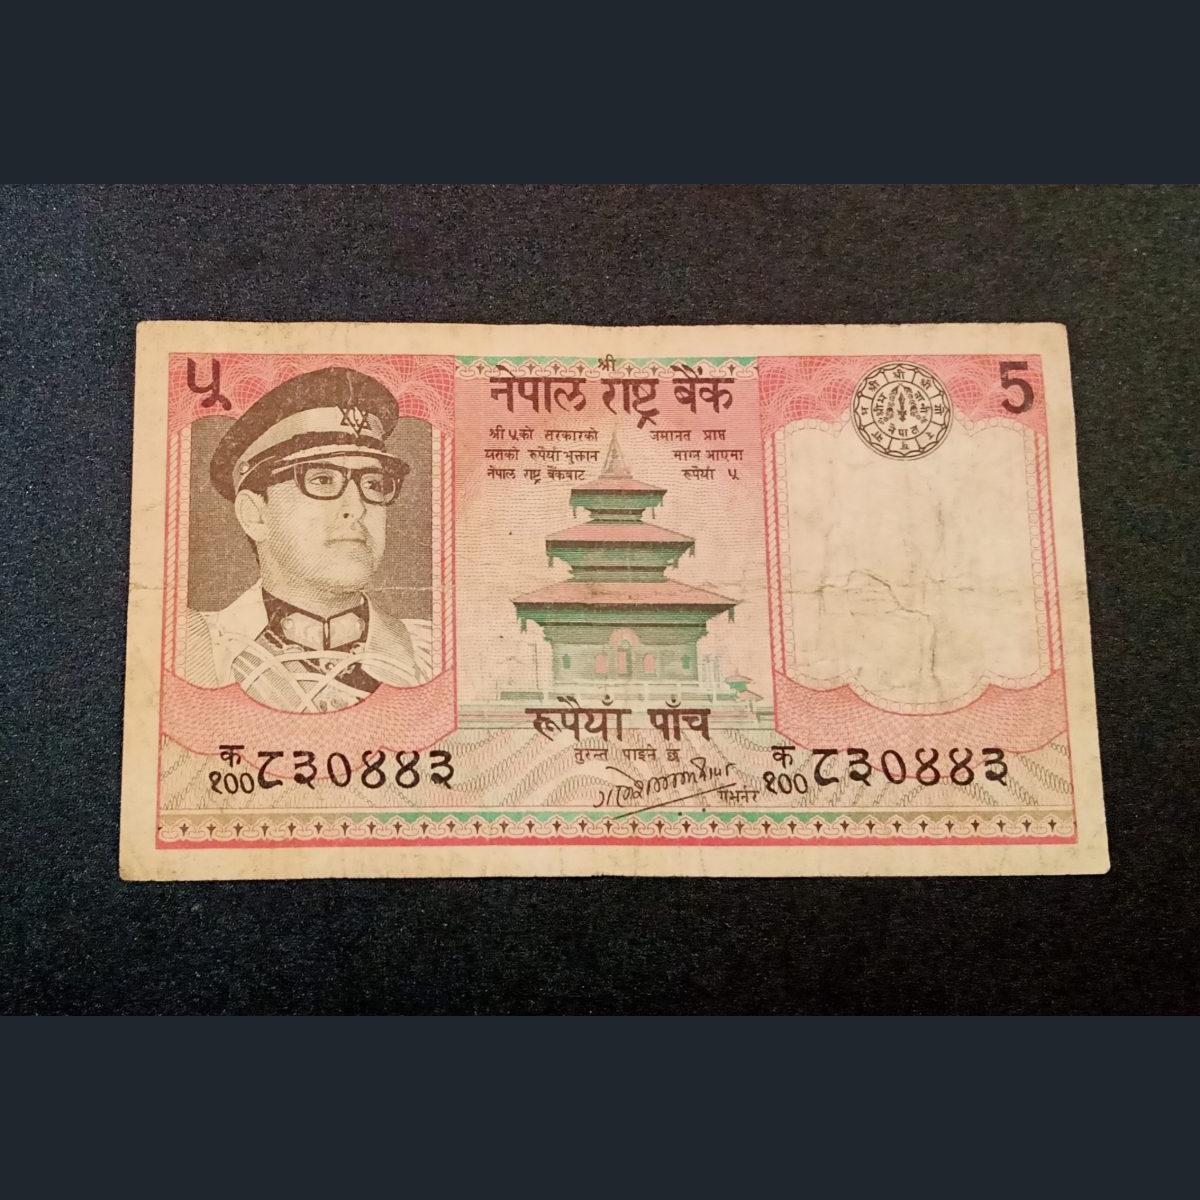 ५
श्री
नेपाल राष्ट्र बैंक
5
श्री ५को सरकारको जमानत प्राप्त
यसको रुपैयाँ भुक्तान माग्न आएमा
नेपाल राष्ट्र बैंकबाट रुपैयाँ ५
रूपैयाँ पाँच
तुरुन्त पाइने छ
क १०० ८३०४४३
क १०० ८३०४४३
गभर्नर